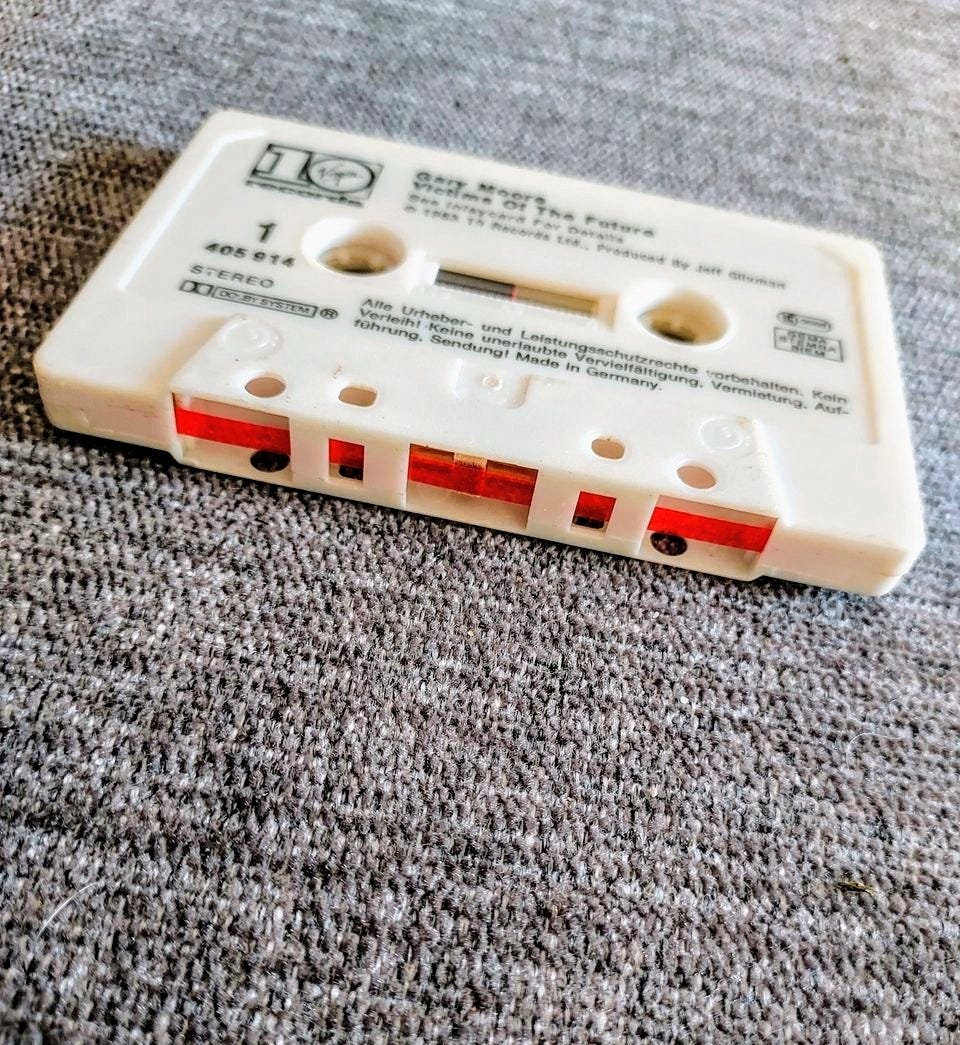 10
Virgin
records
Gary Moore
Victims Of The Future
See Inlaycard For Details
℗ 1983 10 Records Ltd., Produced By Jeff Glixman
1
405 914
STEREO
DOLBY SYSTEM ®
Alle Urheber- und Leistungsschutzrechte vorbehalten. Kein
Verleih! Keine unerlaubte Vervielfältigung, Vermietung, Auf-
führung, Sendung! Made in Germany.
GEMA
STEMRA
BIEM